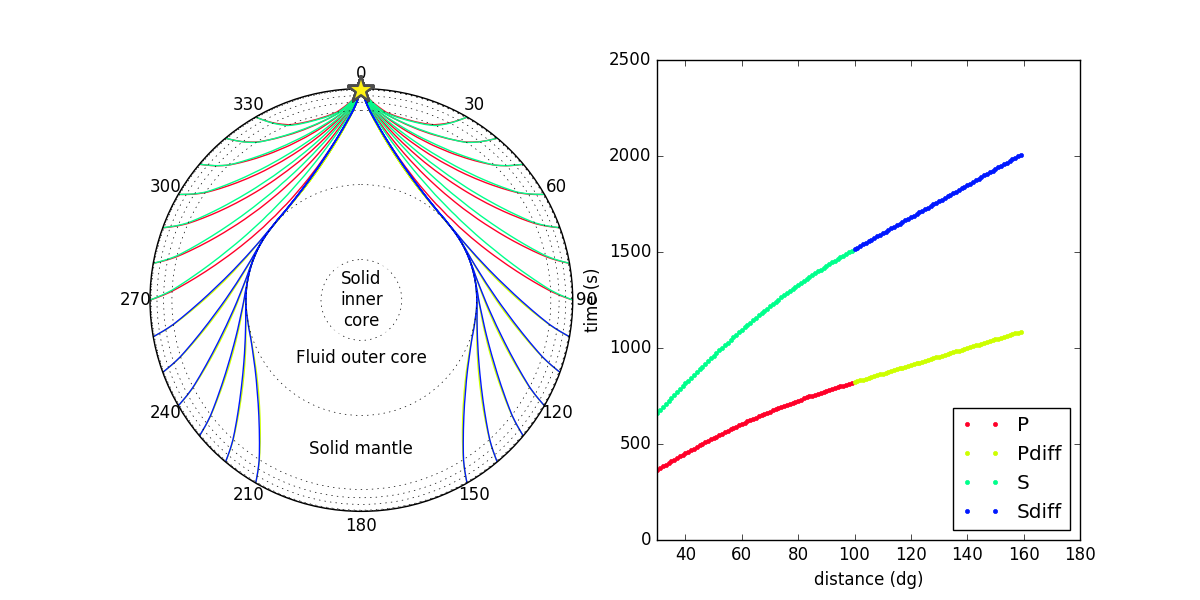 0
330
30
300
60
270
90
Solid
inner
core
Fluid outer core
240
120
Solid mantle
210
150
180
2500
2000
1500
1000
500
0
time (s)
40 60 80 100 120 140 160 180
distance (dg)
P
Pdiff
S
Sdiff